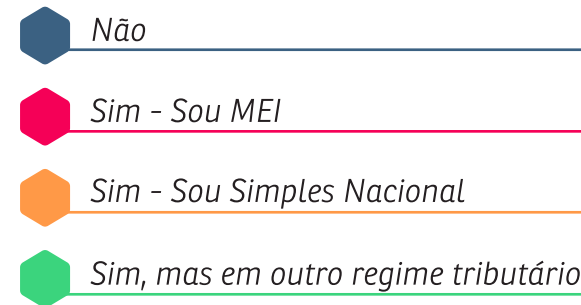 Não
Sim - Sou MEI
Sim - Sou Simples Nacional
Sim, mas em outro regime tributário